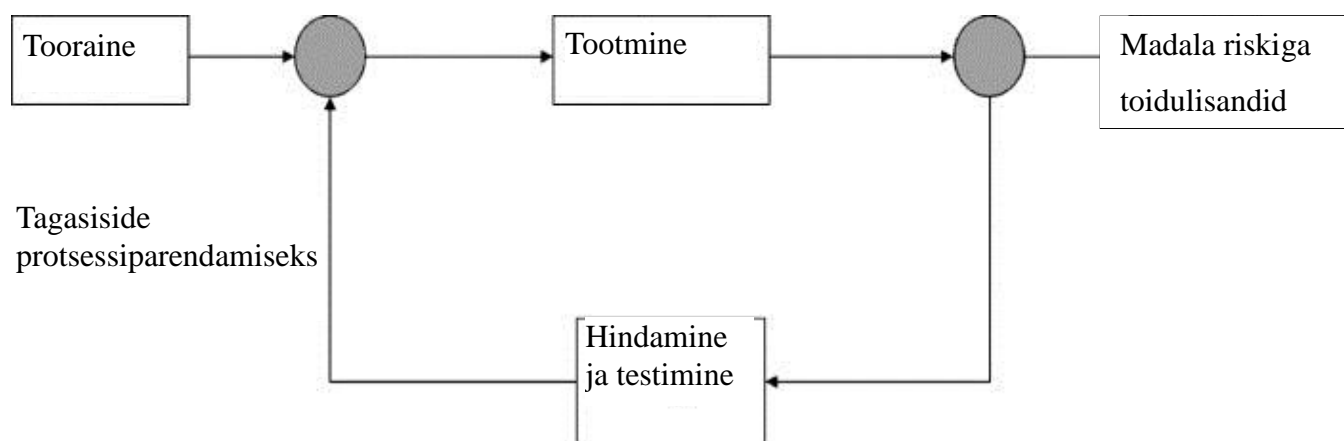 Tooraine
Tootmine
Madala riskiga
toidulisandid
Tagasiside
protsessiparendamiseks
Hindamine
ja testimine